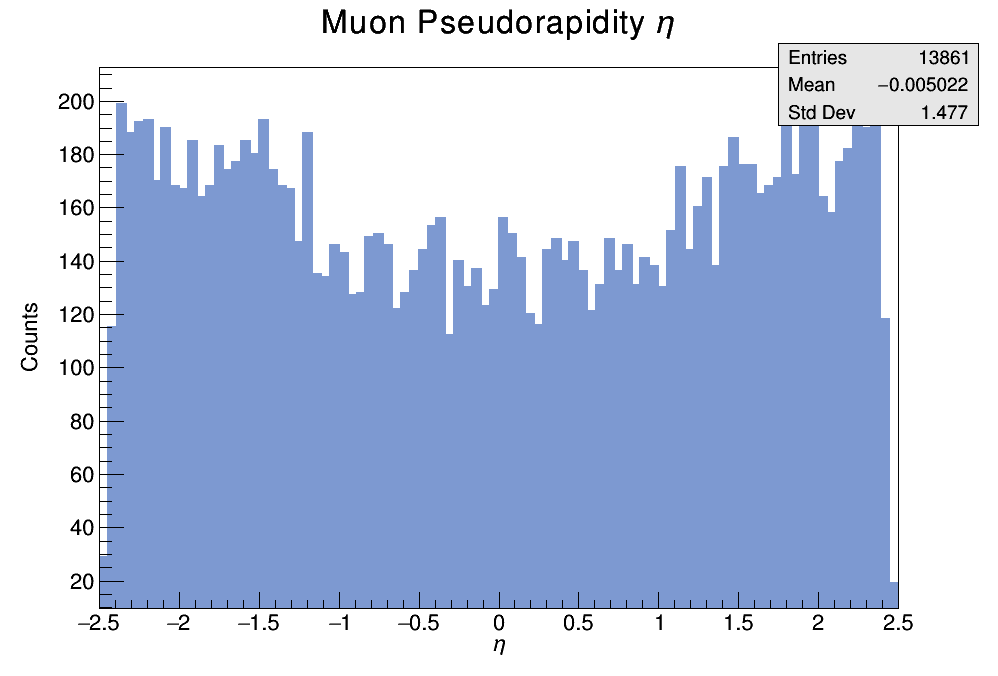 Muon Pseudorapidity η
Entries 13861
Mean −0.005022
Std Dev 1.477
Counts
200
180
160
140
120
100
80
60
40
20
−2.5 −2 −1.5 −1 −0.5 0 0.5 1 1.5 2 2.5
η